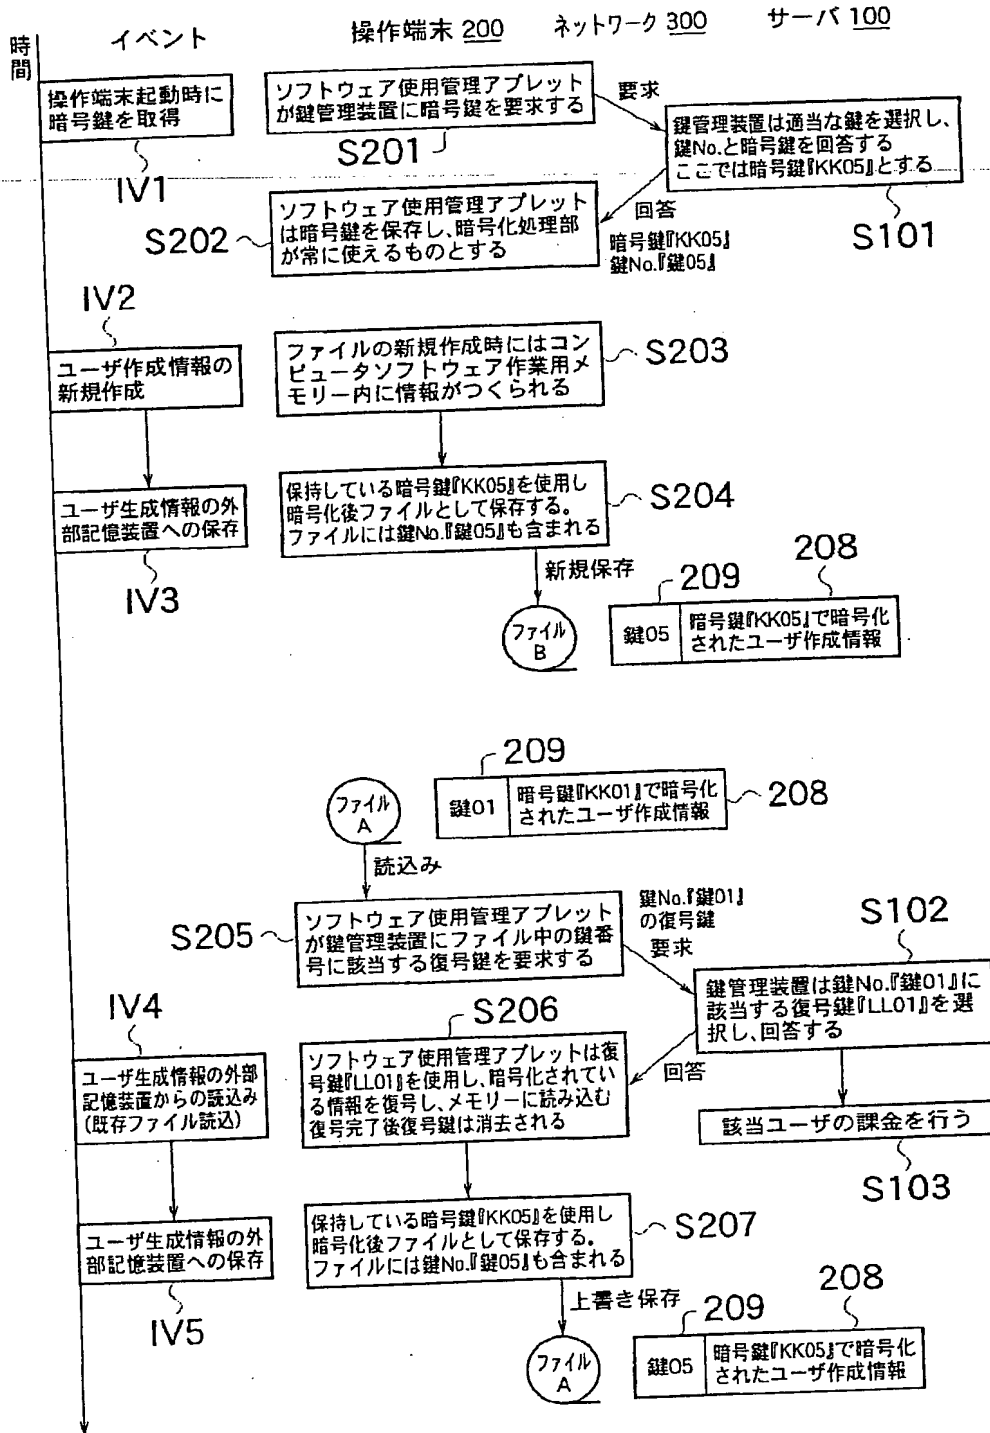 時間
イベント
操作端末 200
ネットワーク 300
サーバ 100
操作端末起動時に
暗号鍵を取得
IV1
ソフトウェア使用管理アプレット
が鍵管理装置に暗号鍵を要求する
S201
要求
鍵管理装置は適当な鍵を選択し、
鍵No.と暗号鍵を回答する
ここでは暗号鍵『KK05』とする
S101
回答
暗号鍵『KK05』
鍵No.『鍵05』
S202
ソフトウェア使用管理アプレット
は暗号鍵を保存し、暗号化処理部
が常に使えるものとする
IV2
ユーザ作成情報の
新規作成
ファイルの新規作成時にはコン
ピュータソフトウェア作業用メ
モリー内に情報がつくられる
S203
ユーザ生成情報の外
部記憶装置への保存
IV3
保持している暗号鍵『KK05』を使用し
暗号化後ファイルとして保存する。
ファイルには鍵No.『鍵05』も含まれる
S204
新規保存
ファイル
B
209
208
鍵05
暗号鍵『KK05』で暗号化
されたユーザ作成情報
ファイル
A
209
鍵01
暗号鍵『KK01』で暗号化
されたユーザ作成情報
208
読込み
S205
ソフトウェア使用管理アプレット
が鍵管理装置にファイル中の鍵番
号に該当する復号鍵を要求する
鍵No.『鍵01』
の復号鍵
要求
S102
鍵管理装置は鍵No.『鍵01』に
該当する復号鍵『LL01』を選
択し、回答する
IV4
ユーザ生成情報の外部
記憶装置からの読込み
(既存ファイル読込)
S206
ソフトウェア使用管理アプレットは復
号鍵『LL01』を使用し、暗号化されてい
る情報を復号し、メモリーに読み込む
復号完了後復号鍵は消去される
回答
該当ユーザの課金を行う
S103
ユーザ生成情報の外
部記憶装置への保存
IV5
保持している暗号鍵『KK05』を使用し
暗号化後ファイルとして保存する。
ファイルには鍵No.『鍵05』も含まれる
S207
上書き保存
ファイル
A
209
208
鍵05
暗号鍵『KK05』で暗号化
されたユーザ作成情報